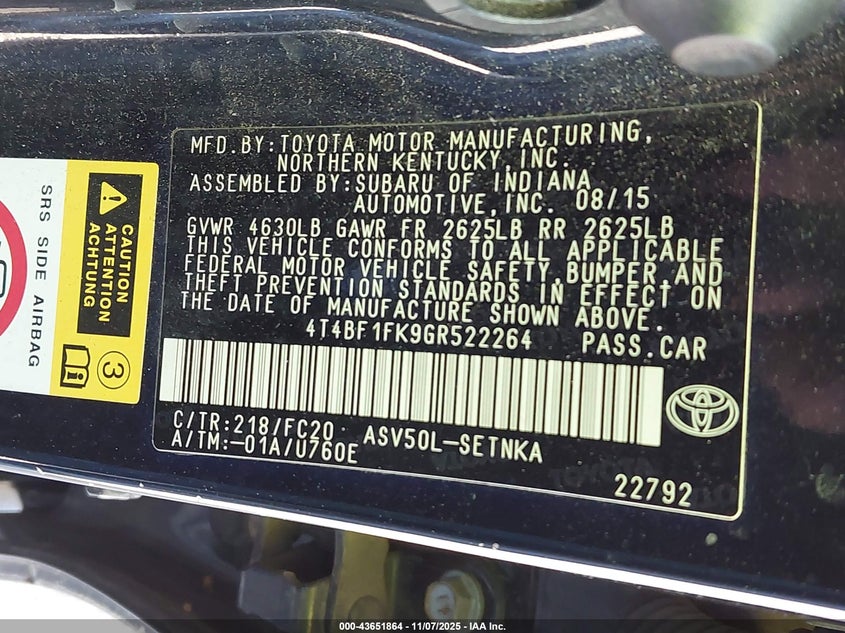 MFD.BY:TOYOTA MOTOR MANUFACTURING,
NORTHERN KENTUCKY,INC.
ASSEMBLED BY:SUBARU OF INDIANA
AUTOMOTIVE,INC. 08/15
GVWR 4630LB GAWR FR 2625LB RR 2625LB
THIS VEHICLE CONFORMS TO ALL APPLICABLE
FEDERAL MOTOR VEHICLE SAFETY,BUMPER,AND
THEFT PREVENTION STANDARDS IN EFFECT ON
THE DATE OF MANUFACTURE SHOWN ABOVE.
4T4BF1FK9GR522264 PASS.CAR
C/TR:218/FC20 ASV50L-SETNKA
A/TM:-01A/U760E
22792
SRS SIDE AIRBAG
CAUTION
ATTENTION
ACHTUNG
3
000-43651864 | 11/07/2025 - IAA Inc.